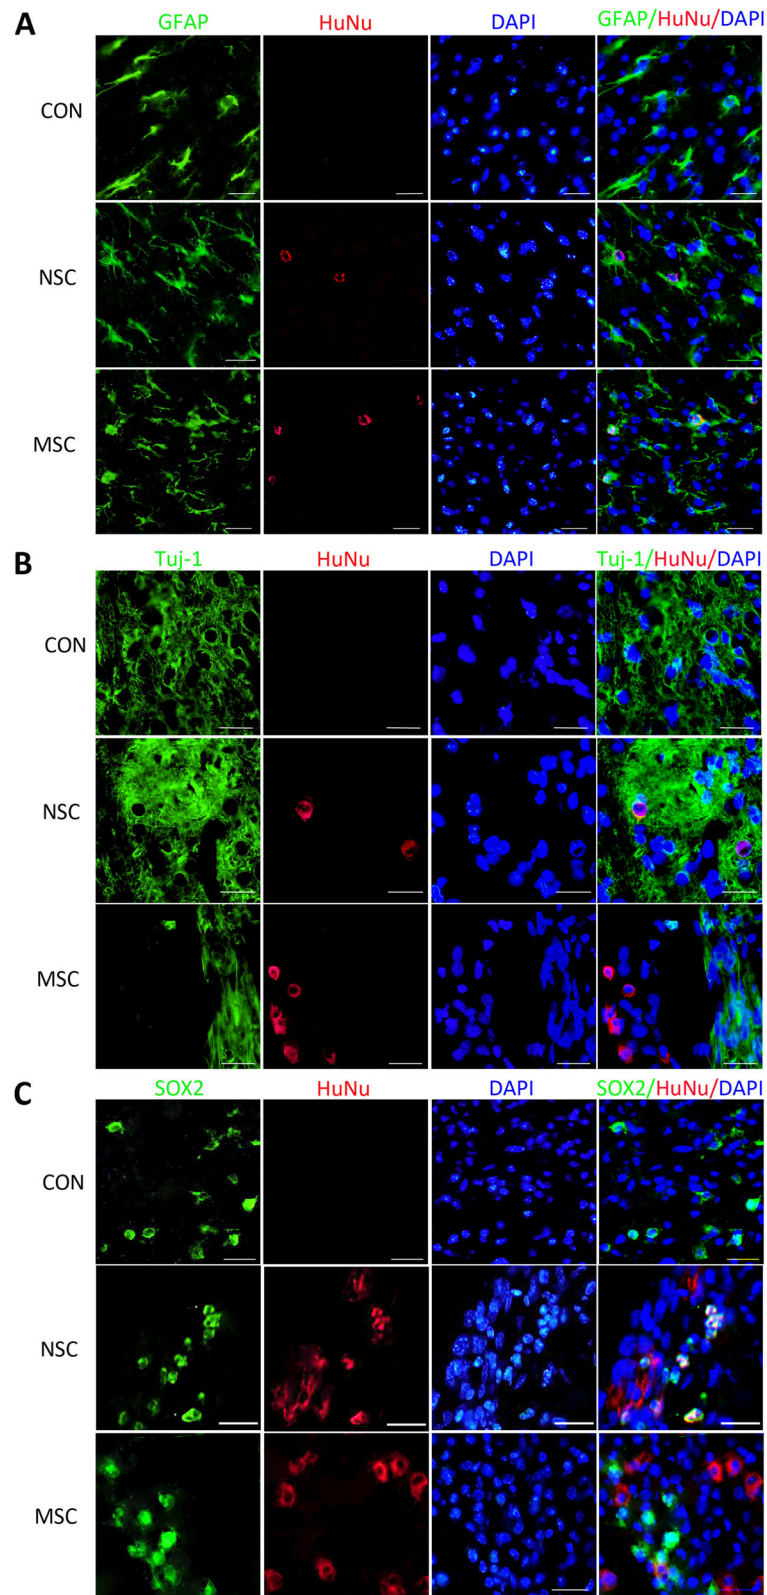 A
GFAP HuNu DAPI GFAP/HuNu/DAPI
CON
NSC
MSC
B
Tuj-1 HuNu DAPI Tuj-1/HuNu/DAPI
CON
NSC
MSC
C
SOX2 HuNu DAPI SOX2/HuNu/DAPI
CON
NSC
MSC